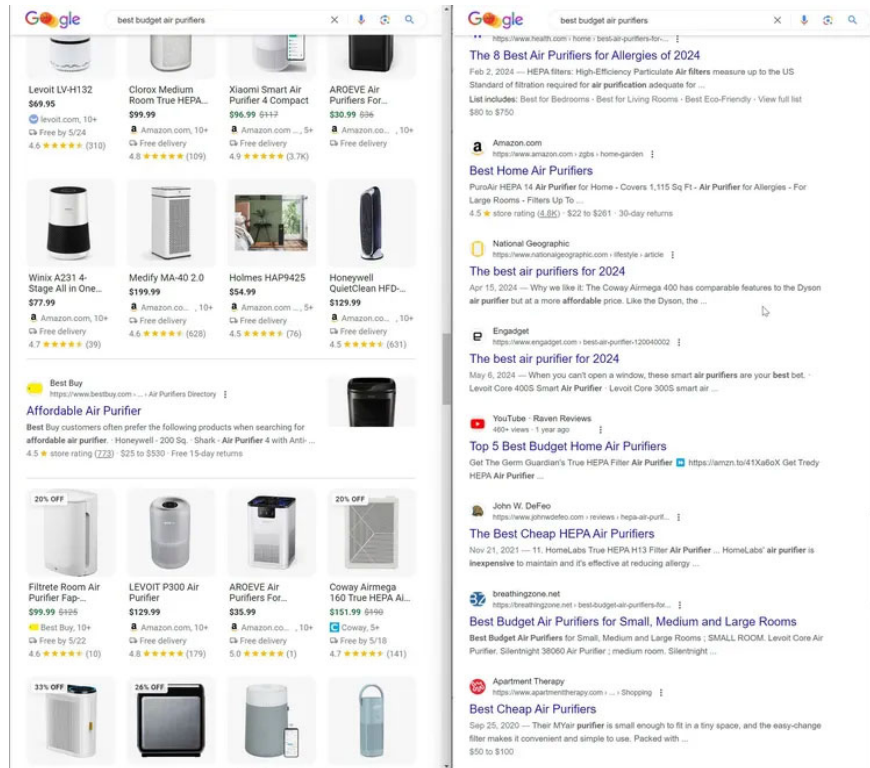 Google
best budget air purifiers
Levoit LV-H132
$69.95
levoit.com, 10+
Free by 5/24
4.6 (310)
Clorox Medium
Room True HEPA...
$99.99
Amazon.com, 10+
Free delivery
4.8 (109)
Xiaomi Smart Air
Purifier 4 Compact
$96.99 $117
Amazon.com ..., 5+
Free delivery
4.9 (3.7K)
AROEVE Air
Purifiers For...
$30.99 $36
Amazon.co... , 10+
Free delivery
Winix A231 4-
Stage All in One...
$77.99
Amazon.com, 10+
Free delivery
4.7 (39)
Medify MA-40 2.0
$199.99
Amazon.co... , 10+
Free delivery
4.6 (628)
Holmes HAP9425
$54.99
Amazon.com ..., 5+
Free delivery
4.5 (76)
Honeywell
QuietClean HFD-...
$129.99
Amazon.co... , 10+
Free delivery
4.5 (631)
Best Buy
https://www.bestbuy.com › ... › Air Purifiers Directory
Affordable Air Purifier
Best Buy customers often prefer the following products when searching for
affordable air purifier. · Honeywell - 200 Sq. · Shark - Air Purifier 4 with Anti- ...
4.5 store rating (773) · $25 to $530 · Free 15-day returns
20% OFF
Filtrete Room Air
Purifier Fap-...
$99.99 $125
Best Buy, 10+
Free by 5/22
4.6 (10)
LEVOIT P300 Air
Purifier
$129.99
Amazon.com, 10+
Free delivery
4.8 (179)
AROEVE Air
Purifiers For...
$35.99
Amazon.co... , 10+
Free delivery
5.0 (1)
20% OFF
Coway Airmega
160 True HEPA Ai...
$151.99 $190
Coway, 5+
Free by 5/18
4.7 (141)
33% OFF
26% OFF
Google
best budget air purifiers
https://www.health.com › home › best-air-purifiers-for-...
The 8 Best Air Purifiers for Allergies of 2024
Feb 2, 2024 — HEPA filters: High-Efficiency Particulate Air filters measure up to the US
Standard of filtration required for air purification adequate for ...
List includes: Best for Bedrooms · Best for Living Rooms · Best Eco-Friendly · View full list
$80 to $750
Amazon.com
https://www.amazon.com › zgbs › home-garden
Best Home Air Purifiers
PuroAir HEPA 14 Air Purifier for Home - Covers 1,115 Sq Ft - Air Purifier for Allergies - For
Large Rooms - Filters Up To ...
4.5 store rating (4.8K) · $22 to $261 · 30-day returns
National Geographic
https://www.nationalgeographic.com › lifestyle › article
The best air purifiers for 2024
Apr 15, 2024 — Why we like it: The Coway Airmega 400 has comparable features to the Dyson
air purifier but at a more affordable price. Like the Dyson, the ...
Engadget
https://www.engadget.com › best-air-purifier-120040002
The best air purifier for 2024
May 6, 2024 — When you can't open a window, these smart air purifiers are your best bet. ·
Levoit Core 400S Smart Air Purifier · Levoit Core 300S smart air ...
YouTube · Raven Reviews
460+ views · 1 year ago
Top 5 Best Budget Home Air Purifiers
Get The Germ Guardian's True HEPA Filter Air Purifier https://amzn.to/41Xa6oX Get Tredy
HEPA Air Purifier ...
John W. DeFeo
https://www.johnwdefeo.com › reviews › hepa-air-purif...
The Best Cheap HEPA Air Purifiers
Nov 21, 2021 — 11. HomeLabs True HEPA H13 Filter Air Purifier ... HomeLabs' air purifier is
inexpensive to maintain and it's effective at reducing allergy ...
breathingzone.net
https://breathingzone.net › best-budget-air-purifiers-for...
Best Budget Air Purifiers for Small, Medium and Large Rooms
Best Budget Air Purifiers for Small, Medium and Large Rooms ; SMALL ROOM. Levoit Core Air
Purifier. Silentnight 38060 Air Purifier ; medium room. Silentnight ...
Apartment Therapy
https://www.apartmenttherapy.com › ... › Shopping
Best Cheap Air Purifiers
Sep 25, 2020 — Their MYair purifier is small enough to fit in a tiny space, and the easy-change
filter makes it convenient and simple to use. Packed with ...
$50 to $100